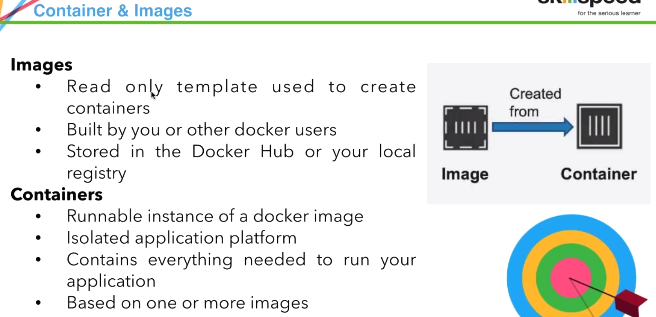 Container & Images
for the serious learner
Images
• Read only template used to create
containers
• Built by you or other docker users
• Stored in the Docker Hub or your local
registry
Containers
• Runnable instance of a docker image
• Isolated application platform
• Contains everything needed to run your
application
• Based on one or more images
Created
from
Image
Container